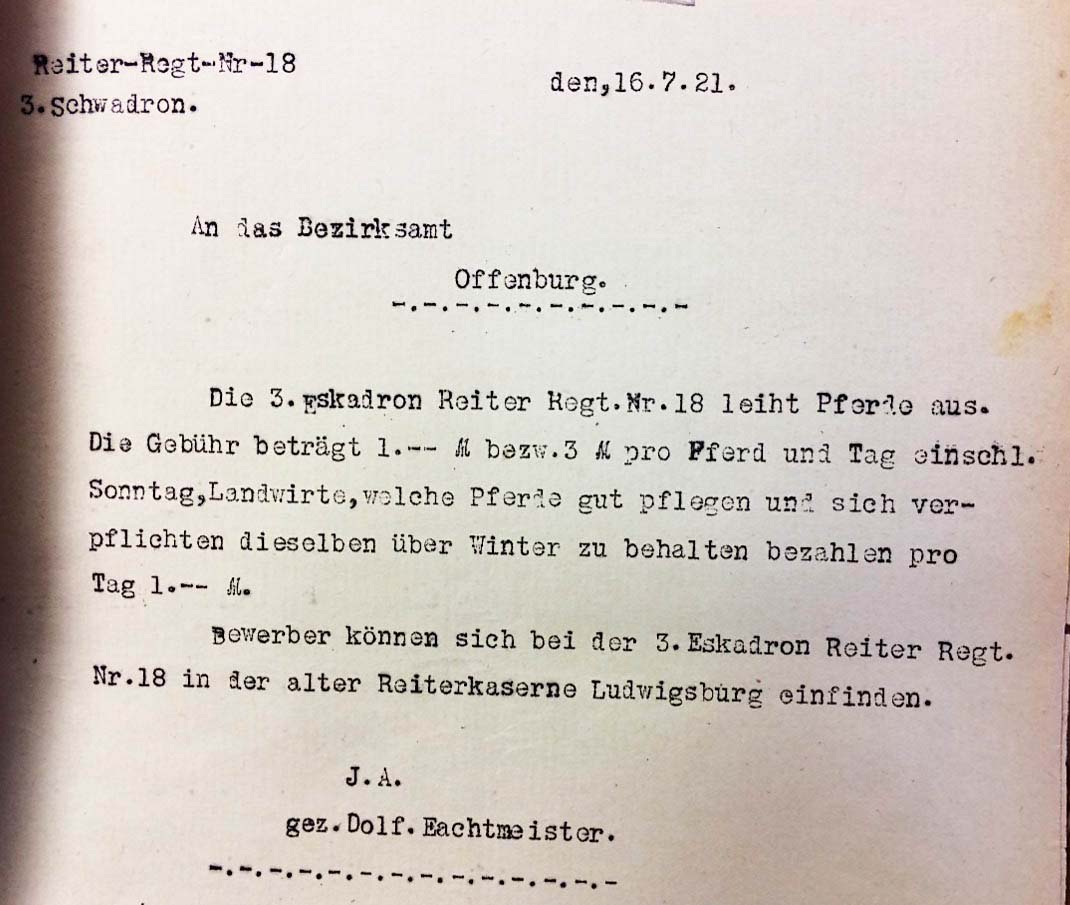 Reiter-Regt-Nr-18
den,16.7.21.
3.Schwadron.
An das Bezirksamt
Offenburg.
-.-.-.-.-.-.-.-.-.-
Die 3.Eskadron Reiter Regt.Nr.18 leiht Pferde aus.
Die Gebühr beträgt 1.-- M bezw.3 M pro Pferd und Tag einschl.
Sonntag,Landwirte,welche Pferde gut pflegen und sich ver-
pflichten dieselben über Winter zu behalten bezahlen pro
Tag 1.-- M.
Bewerber können sich bei der 3.Eskadron Reiter Regt.
Nr.18 in der alter Reiterkaserne Ludwigsburg einfinden.
J.A.
gez.Dolf.Eachtmeister.
-.-.-.-.-.-.-.-.-.-.-.-.-.-